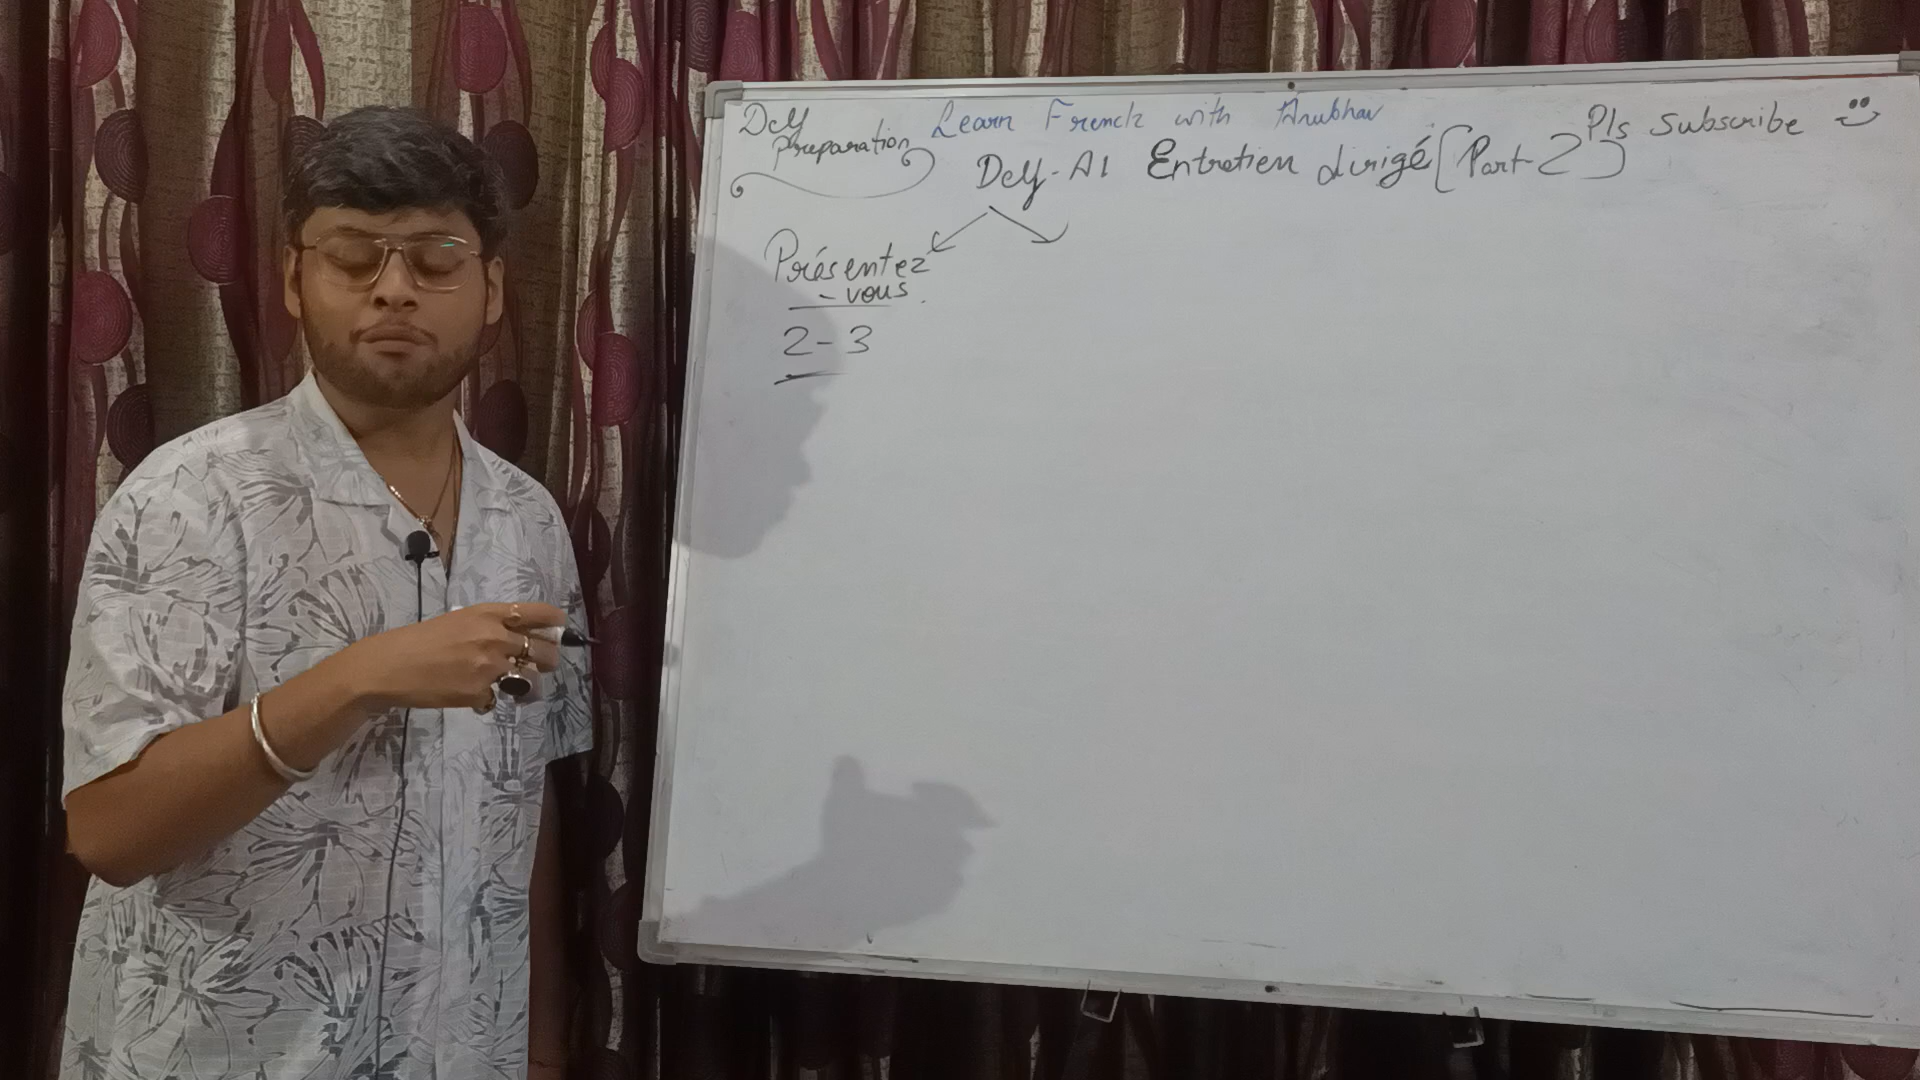 Delf
Preparation
Learn French with Anubhav
Pls Subscribe
Delf-A1 Entretien dirigé [Part-2]
Présentez
-vous
2-3